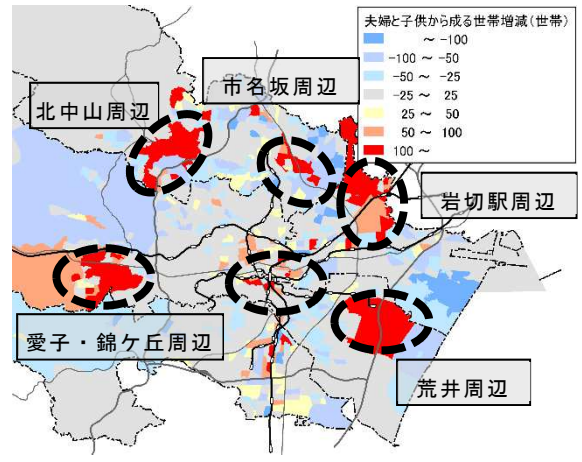 夫婦と子供から成る世帯増減(世帯)
～ -100
-100 ～ -50
-50 ～ -25
-25 ～ 25
25 ～ 50
50 ～ 100
100 ～
市名坂周辺
北中山周辺
岩切駅周辺
愛子・錦ケ丘周辺
荒井周辺